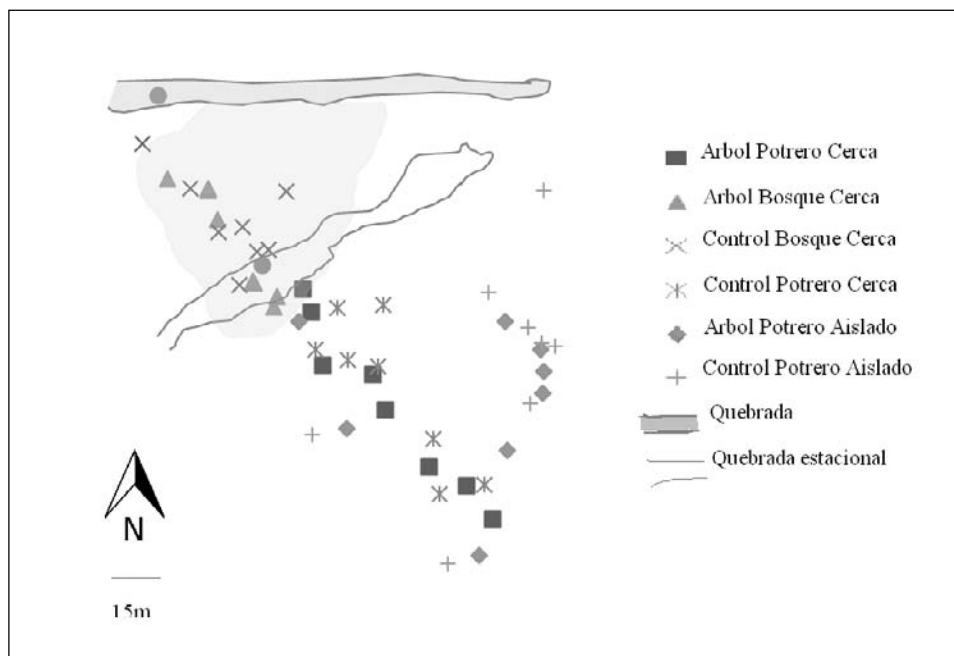 Arbol Potrero Cerca
Arbol Bosque Cerca
Control Bosque Cerca
Control Potrero Cerca
Arbol Potrero Aislado
Control Potrero Aislado
Quebrada
Quebrada estacional
N
15m